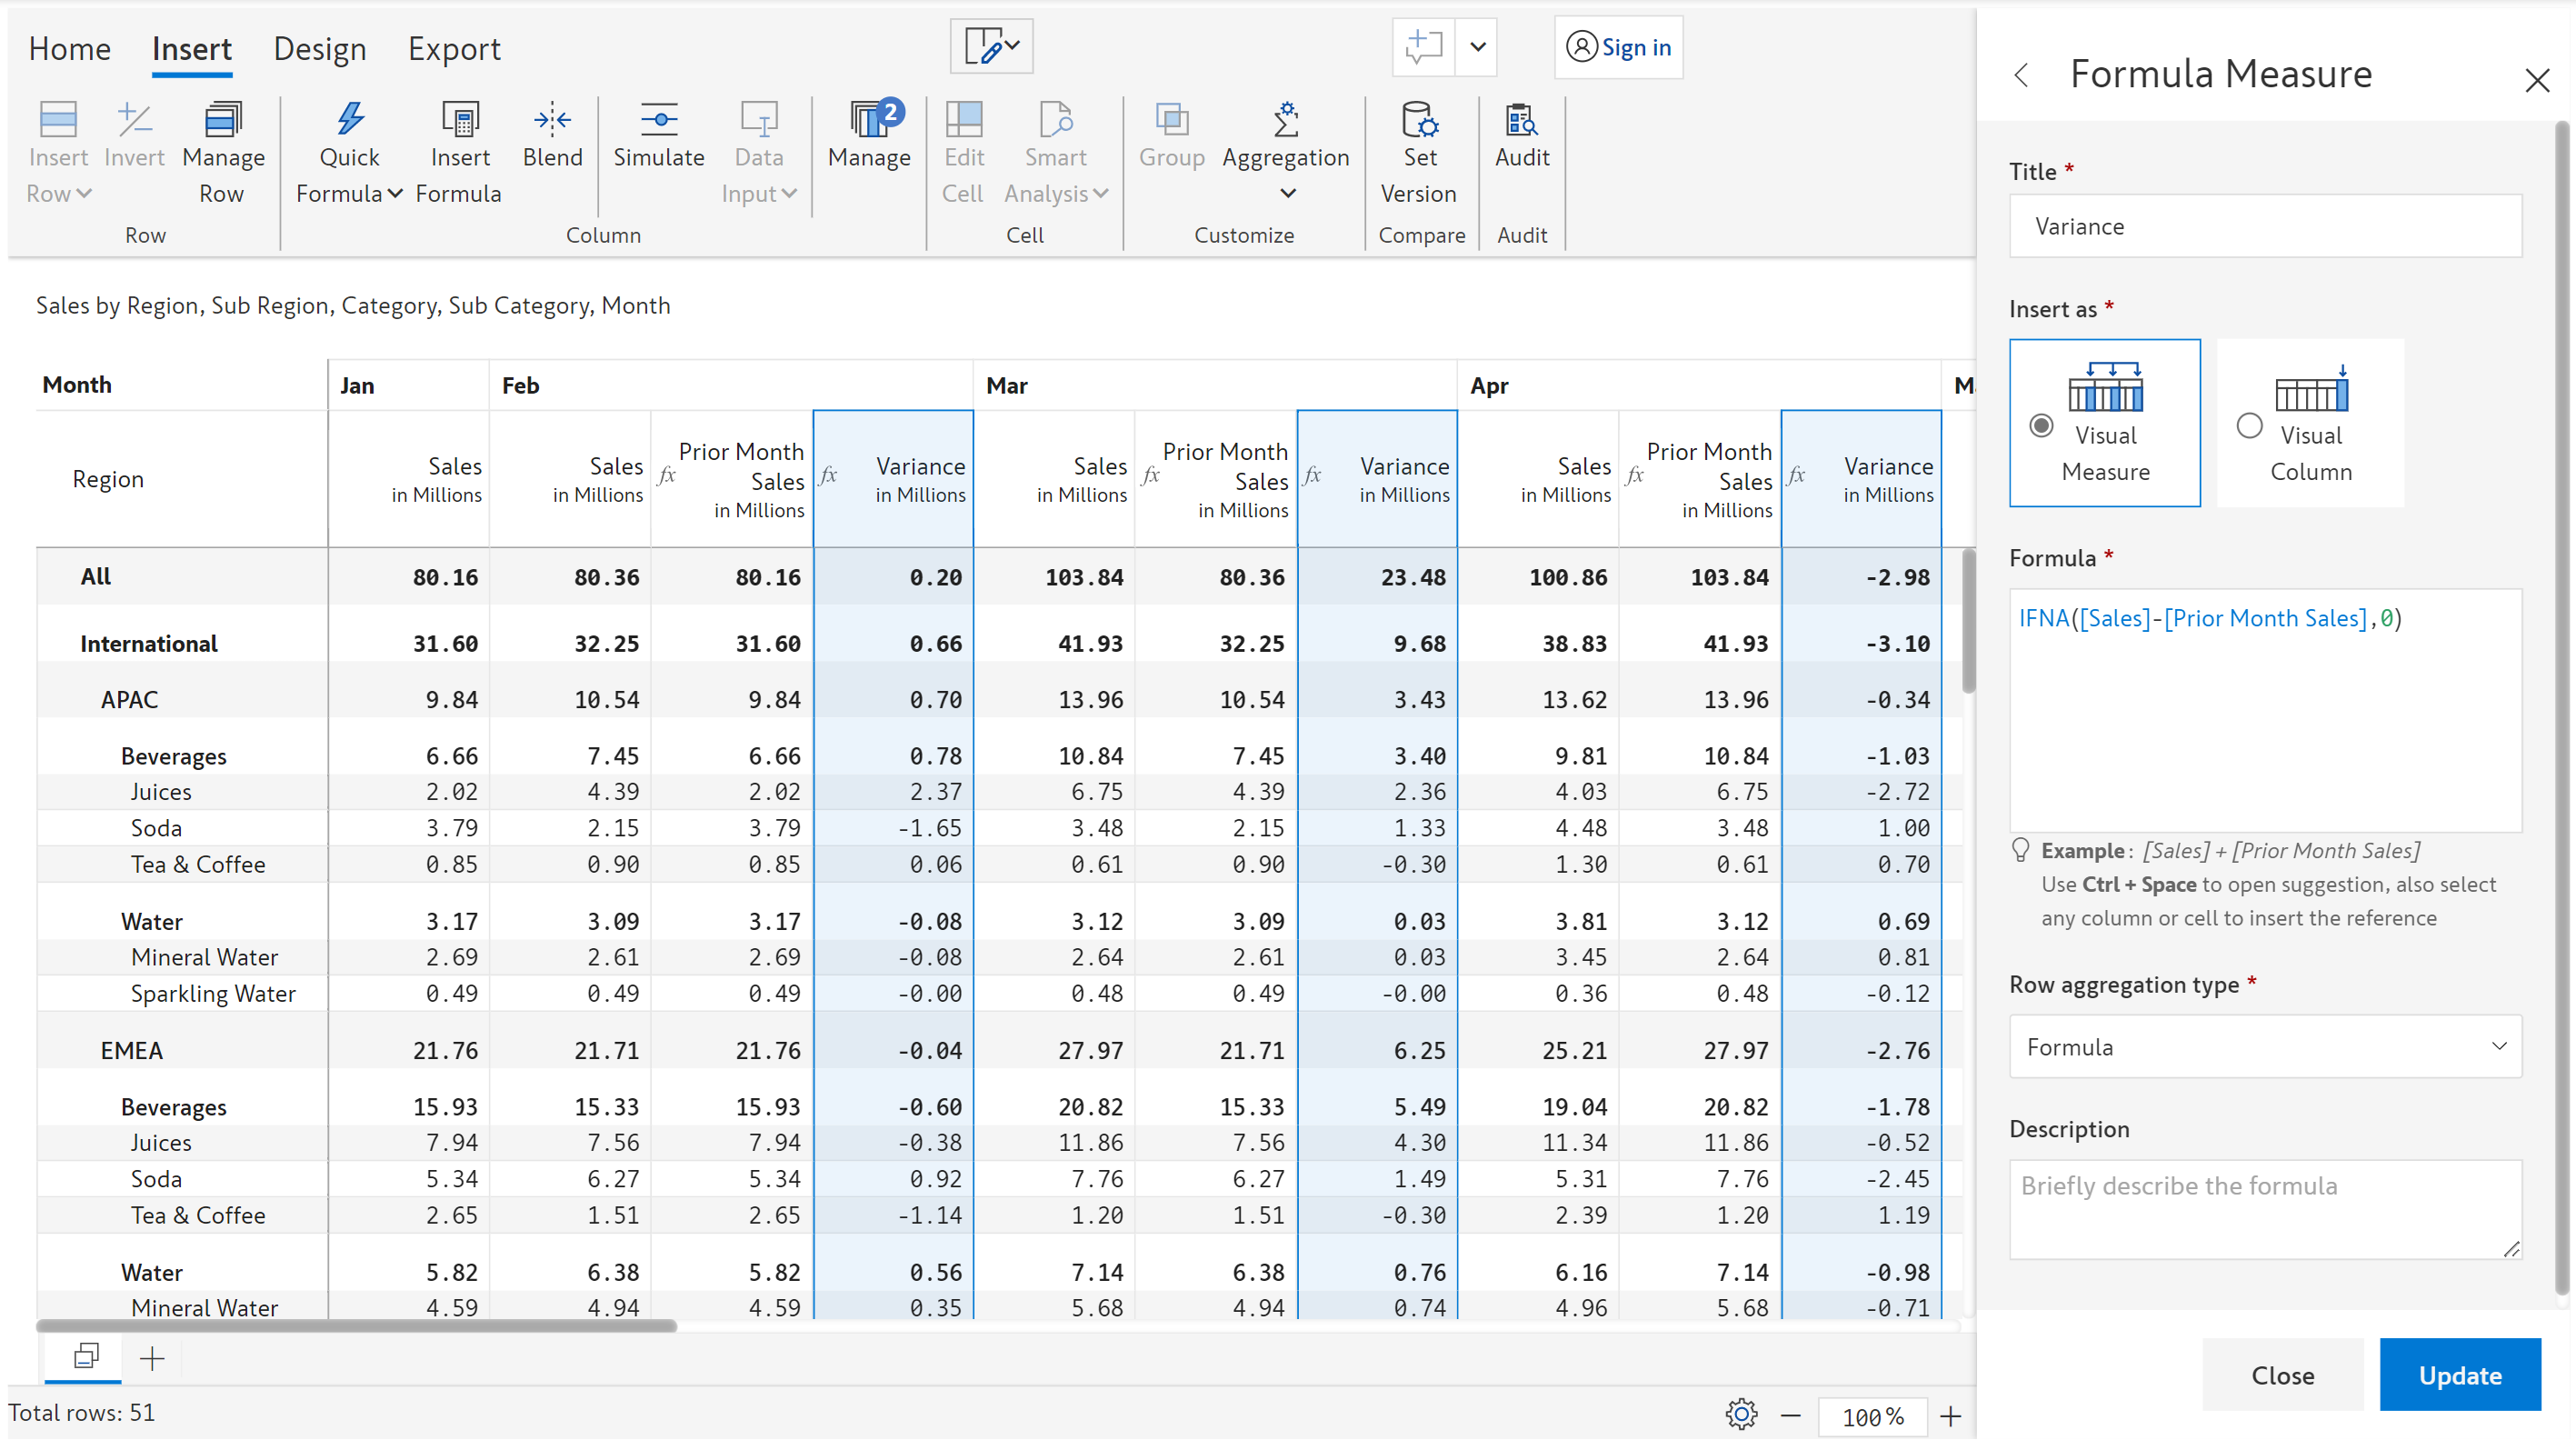 Home Insert Design Export Sign in
Insert Row Invert Manage Row Quick Formula Insert Formula Blend Simulate Data Input Manage 2 Edit Cell Smart Analysis Group Aggregation Set Version Audit
Row Column Cell Customize Compare Audit
Sales by Region, Sub Region, Category, Sub Category, Month
Month Jan Feb Mar Apr
Region Sales in Millions Sales in Millions fx Prior Month Sales in Millions fx Variance in Millions Sales in Millions fx Prior Month Sales in Millions fx Variance in Millions Sales in Millions fx Prior Month Sales in Millions fx Variance in Millions
All 80.16 80.36 80.16 0.20 103.84 80.36 23.48 100.86 103.84 -2.98
International 31.60 32.25 31.60 0.66 41.93 32.25 9.68 38.83 41.93 -3.10
APAC 9.84 10.54 9.84 0.70 13.96 10.54 3.43 13.62 13.96 -0.34
Beverages 6.66 7.45 6.66 0.78 10.84 7.45 3.40 9.81 10.84 -1.03
Juices 2.02 4.39 2.02 2.37 6.75 4.39 2.36 4.03 6.75 -2.72
Soda 3.79 2.15 3.79 -1.65 3.48 2.15 1.33 4.48 3.48 1.00
Tea & Coffee 0.85 0.90 0.85 0.06 0.61 0.90 -0.30 1.30 0.61 0.70
Water 3.17 3.09 3.17 -0.08 3.12 3.09 0.03 3.81 3.12 0.69
Mineral Water 2.69 2.61 2.69 -0.08 2.64 2.61 0.03 3.45 2.64 0.81
Sparkling Water 0.49 0.49 0.49 -0.00 0.48 0.49 -0.00 0.36 0.48 -0.12
EMEA 21.76 21.71 21.76 -0.04 27.97 21.71 6.25 25.21 27.97 -2.76
Beverages 15.93 15.33 15.93 -0.60 20.82 15.33 5.49 19.04 20.82 -1.78
Juices 7.94 7.56 7.94 -0.38 11.86 7.56 4.30 11.34 11.86 -0.52
Soda 5.34 6.27 5.34 0.92 7.76 6.27 1.49 5.31 7.76 -2.45
Tea & Coffee 2.65 1.51 2.65 -1.14 1.20 1.51 -0.30 2.39 1.20 1.19
Water 5.82 6.38 5.82 0.56 7.14 6.38 0.76 6.16 7.14 -0.98
Mineral Water 4.59 4.94 4.59 0.35 5.68 4.94 0.74 4.96 5.68 -0.71
Total rows: 51
100 %
Formula Measure
Title *
Variance
Insert as *
Visual Measure
Visual Column
Formula *
IFNA([Sales]-[Prior Month Sales],0)
Example : [Sales] + [Prior Month Sales]
Use Ctrl + Space to open suggestion, also select
any column or cell to insert the reference
Row aggregation type *
Formula
Description
Briefly describe the formula
Close Update